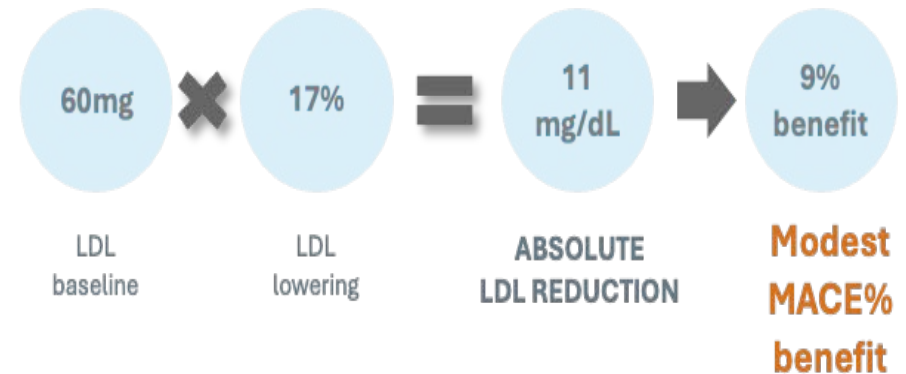 60mg
17%
11
mg/dL
9%
benefit
LDL
baseline
LDL
lowering
ABSOLUTE
LDL REDUCTION
Modest
MACE%
benefit